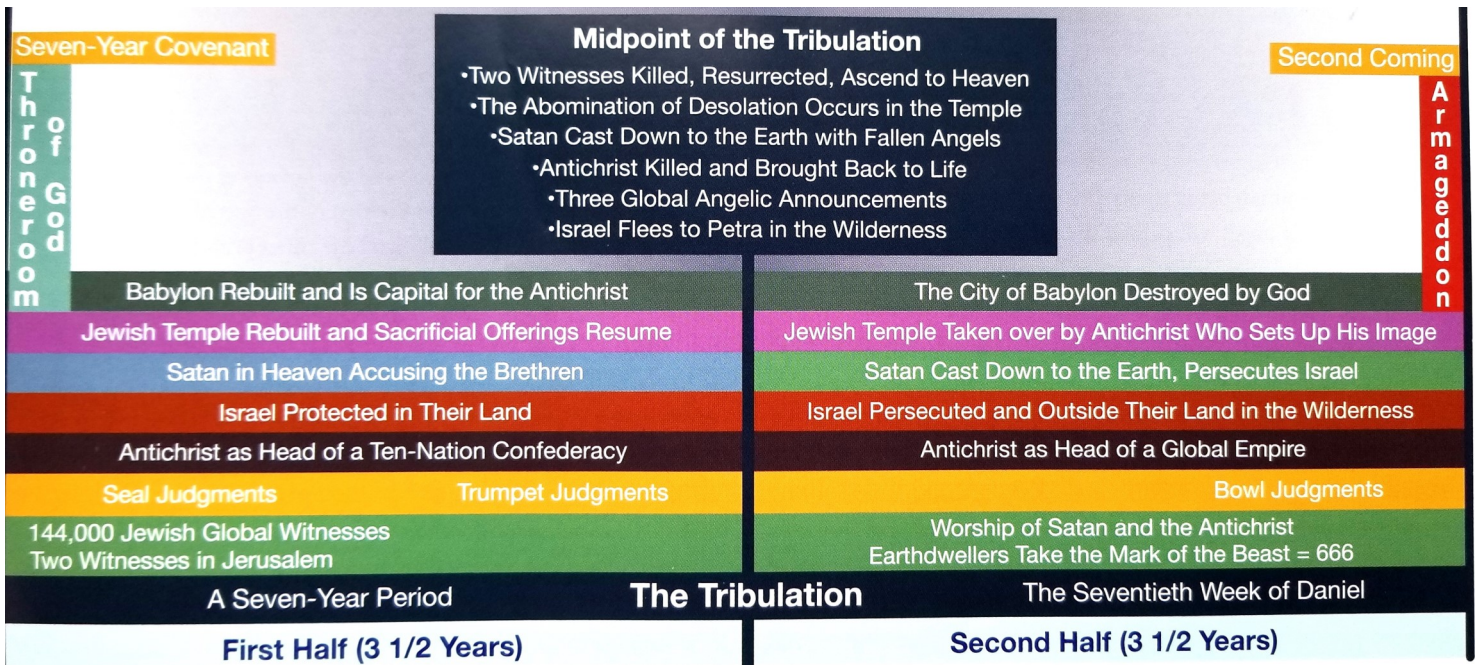 Seven-Year Covenant
Throneroom
of God
Midpoint of the Tribulation
•Two Witnesses Killed, Resurrected, Ascend to Heaven
•The Abomination of Desolation Occurs in the Temple
•Satan Cast Down to the Earth with Fallen Angels
•Antichrist Killed and Brought Back to Life
•Three Global Angelic Announcements
•Israel Flees to Petra in the Wilderness
Second Coming
Armageddon
Babylon Rebuilt and Is Capital for the Antichrist
The City of Babylon Destroyed by God
Jewish Temple Rebuilt and Sacrificial Offerings Resume
Jewish Temple Taken over by Antichrist Who Sets Up His Image
Satan in Heaven Accusing the Brethren
Satan Cast Down to the Earth, Persecutes Israel
Israel Protected in Their Land
Israel Persecuted and Outside Their Land in the Wilderness
Antichrist as Head of a Ten-Nation Confederacy
Antichrist as Head of a Global Empire
Seal Judgments
Trumpet Judgments
Bowl Judgments
144,000 Jewish Global Witnesses
Two Witnesses in Jerusalem
Worship of Satan and the Antichrist
Earthdwellers Take the Mark of the Beast = 666
A Seven-Year Period
The Tribulation
The Seventieth Week of Daniel
First Half (3 1/2 Years)
Second Half (3 1/2 Years)